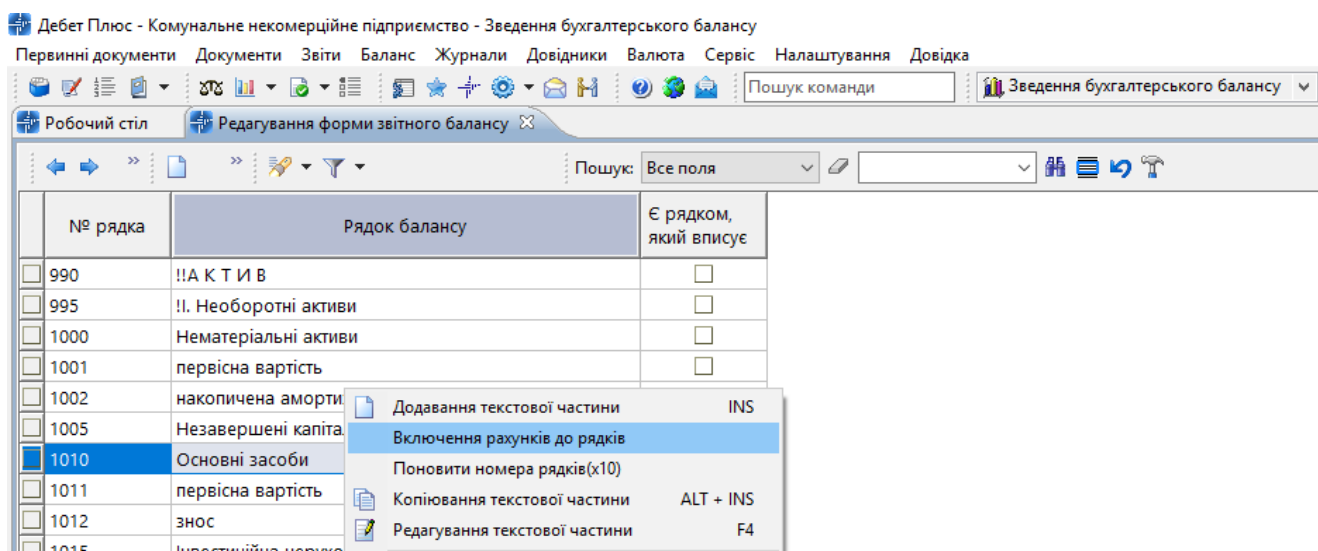 Дебет Плюс - Комунальне некомерційне підприємство - Зведення бухгалтерського балансу
Первинні документи Документи Звіти Баланс Журнали Довідники Валюта Сервіс Налаштування Довідка
Пошук команди Зведення бухгалтерського балансу
Робочий стіл Редагування форми звітного балансу
Пошук: Все поля
№ рядка Рядок балансу Є рядком, який вписує
990 !!А К Т И В
995 !І. Необоротні активи
1000 Нематеріальні активи
1001 первісна вартість
1002 накопичена аморти
Додавання текстової частини INS
1005 Незавершені капіта
Включення рахунків до рядків
1010 Основні засоби
Поновити номера рядків(х10)
1011 первісна вартість
Копіювання текстової частини ALT + INS
1012 знос
Редагування текстової частини F4
1015